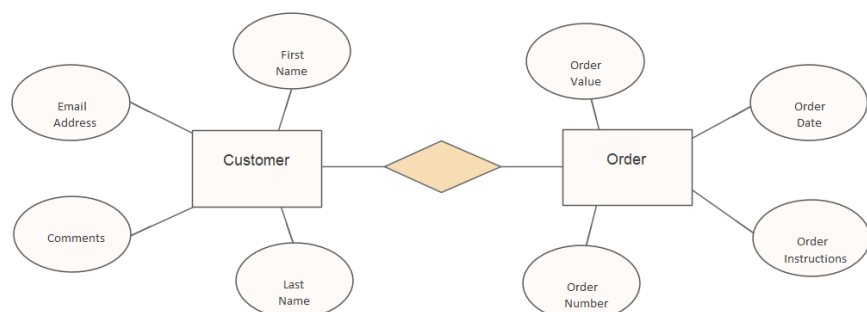 First
Name
Order
Value
Email
Address
Order
Date
Customer
Order
Comments
Order
Instructions
Last
Name
Order
Number